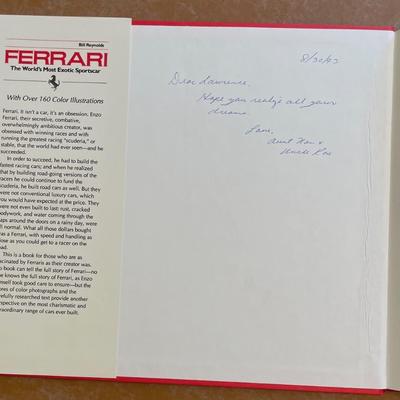 Bill Reynolds
FERRARI
The World's Most Exotic Sportscar
With Over 160 Color Illustrations
Ferrari. It isn't a car, it's an obsession. Enzo
Ferrari, their secretive, combative,
overwhelmingly ambitious creator, was
obsessed with winning races and with
running the greatest racing "scuderia," or
stable, that the world had ever seen—and he
succeeded.
In order to succeed, he had to build the
fastest racing cars; and when he realized
that by building road-going versions of the
racers he could continue to fund the
scuderia, he built road cars as well. But they
were not conventional luxury cars, which
you would have expected at the price. They
were not even built to last: rust, cracked
bodywork, and water coming through the
gaps around the doors on a rainy day, were
all normal. What all those dollars bought
was a Ferrari, with speed and handling as
close as you could get to a racer on the
road.
This is a book for those who are as
fascinated by Ferraris as their creator was.
No book can tell the full story of Ferrari—no
one knows the full story of Ferrari, as Enzo
himself took good care to ensure—but the
scores of color photographs and the
carefully researched text provide another
perspective on the most charismatic and
extraordinary range of cars ever built.
8/30/93
Dear Lawrence,
Hope you realize all your
dreams.
Love,
Aunt &
Uncle